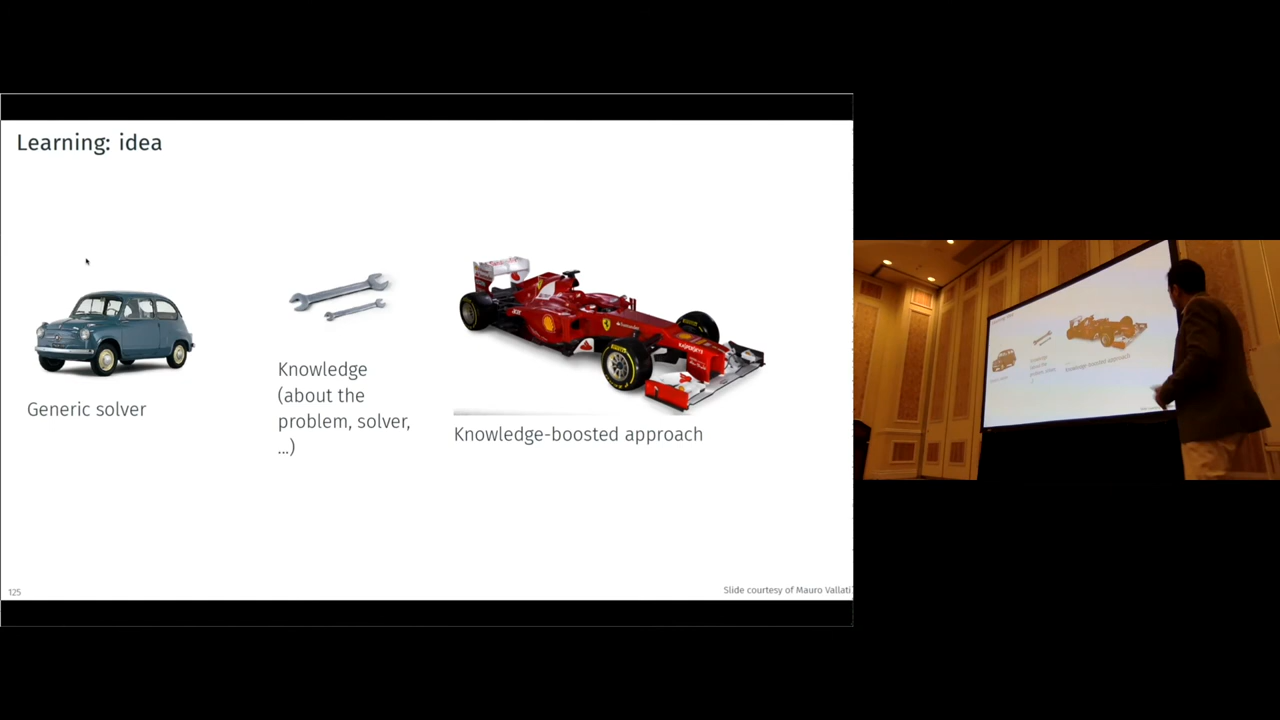 Learning: idea
Generic solver
Knowledge
(about the
problem, solver,
...)
Knowledge-boosted approach
125
Slide courtesy of Mauro Vallati